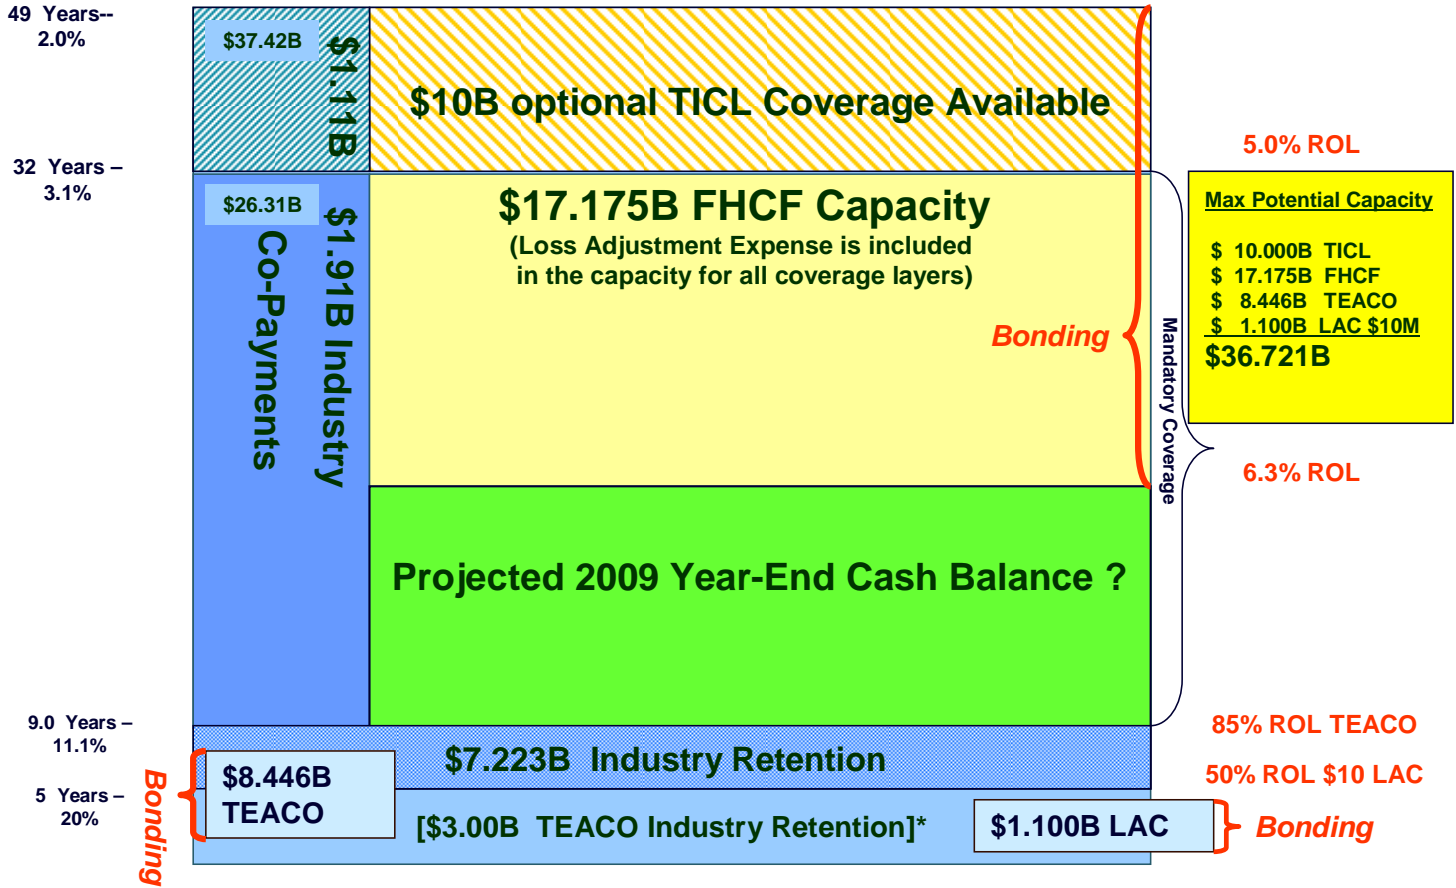 49 Years--
2.0%
$37.42B
$1.11B
$10B optional TICL Coverage Available
5.0% ROL
32 Years –
3.1%
$26.31B
$1.91B Industry
Co-Payments
$17.175B FHCF Capacity
(Loss Adjustment Expense is included
in the capacity for all coverage layers)
Bonding
Mandatory Coverage
Max Potential Capacity
$ 10.000B TICL
$ 17.175B FHCF
$ 8.446B TEACO
$ 1.100B LAC $10M
$36.721B
6.3% ROL
Projected 2009 Year-End Cash Balance ?
9.0 Years –
11.1%
85% ROL TEACO
$7.223B Industry Retention
50% ROL $10 LAC
Bonding
$8.446B
TEACO
5 Years –
20%
[$3.00B TEACO Industry Retention]*
$1.100B LAC
Bonding